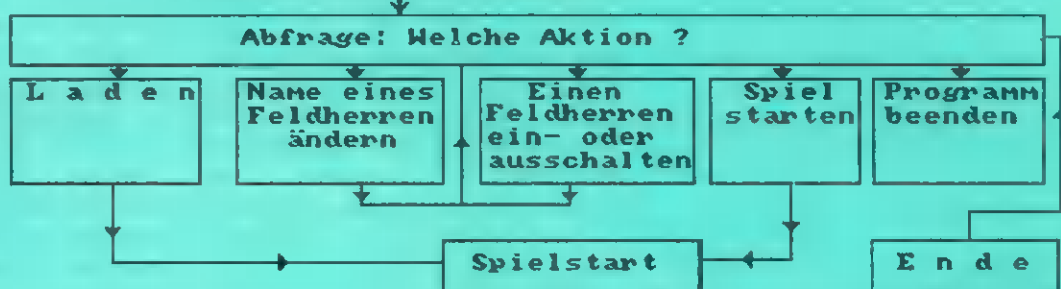 Abfrage: Welche Aktion ?
L a d e n
Name eines
Feldherren
ändern
Einen
Feldherren
ein- oder
ausschalten
Spiel
starten
Programm
beenden
Spielstart
E n d e